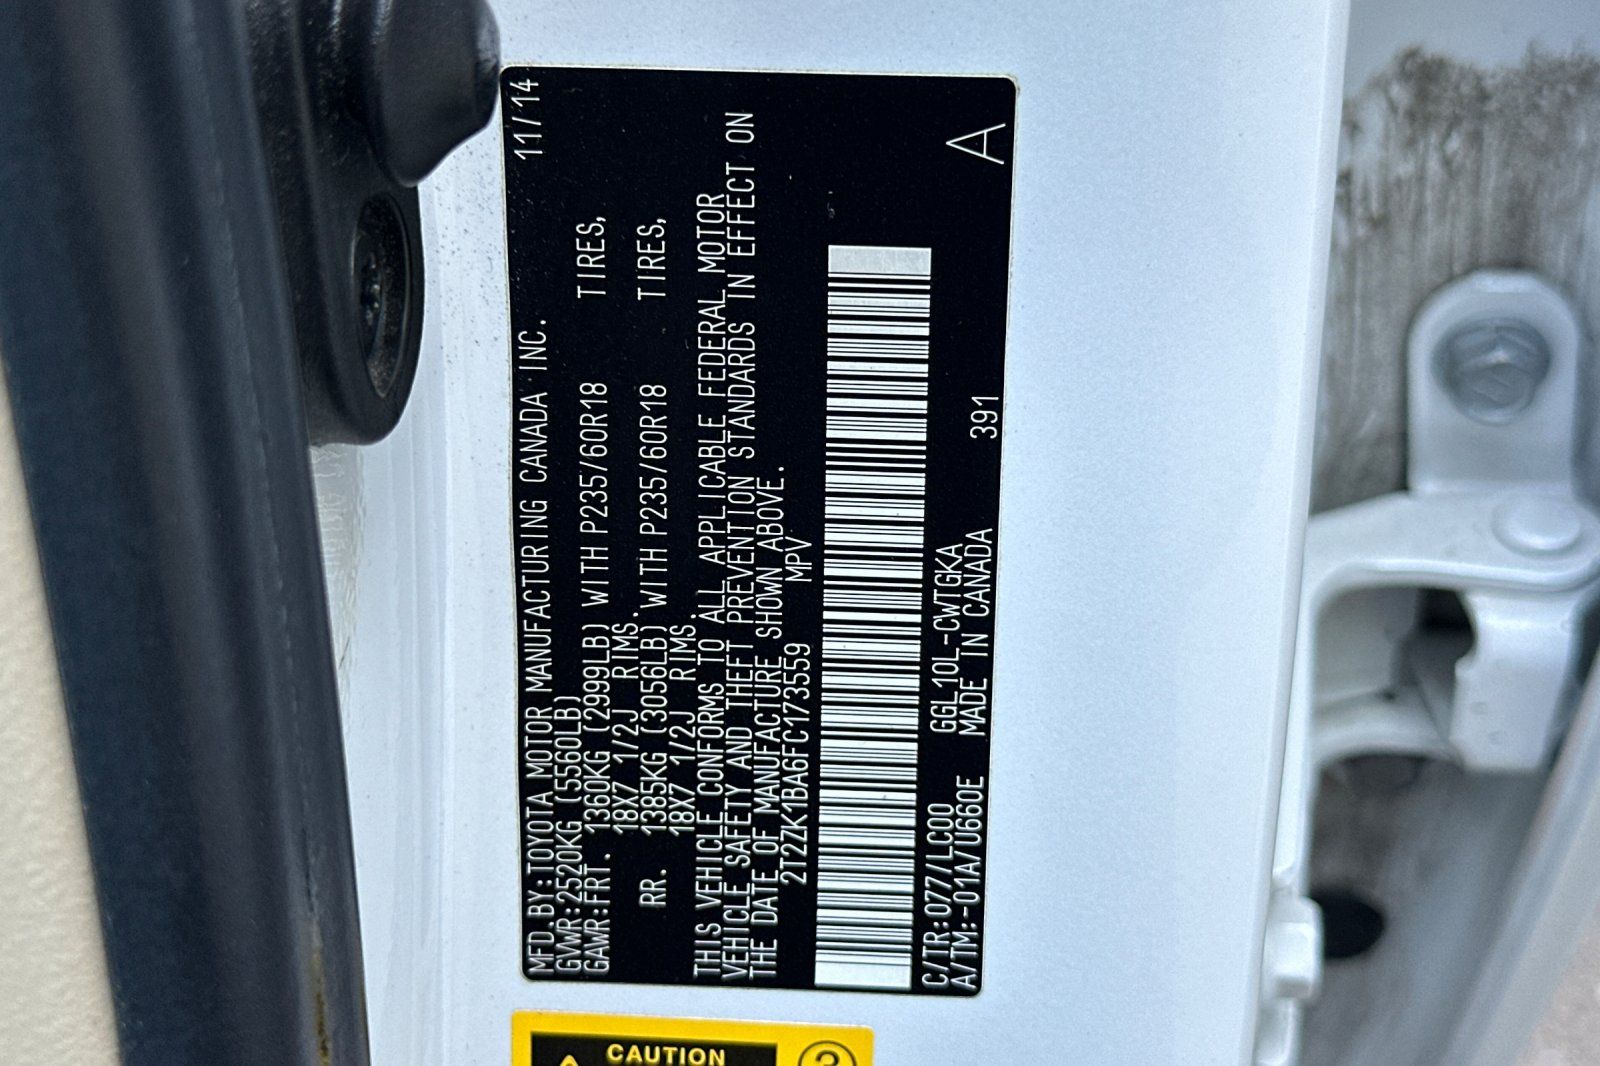 MFD.BY:TOYOTA MOTOR MANUFACTURING CANADA INC. 11/14
GVWR:2520KG (5560LB)
GAWR:FRT. 1360KG (2999LB) WITH P235/60R18 TIRES,
18X7 1/2J RIMS.
RR. 1385KG (3056LB) WITH P235/60R18 TIRES,
18X7 1/2J RIMS.
THIS VEHICLE CONFORMS TO ALL APPLICABLE FEDERAL MOTOR
VEHICLE SAFETY AND THEFT PREVENTION STANDARDS IN EFFECT ON
THE DATE OF MANUFACTURE SHOWN ABOVE.
2T2ZK1BA6FC173559 MPV
C/TR:077/LC00 GGL10L-CWTGKA
A/TM:-01A/U660E MADE IN CANADA 391 A
CAUTION